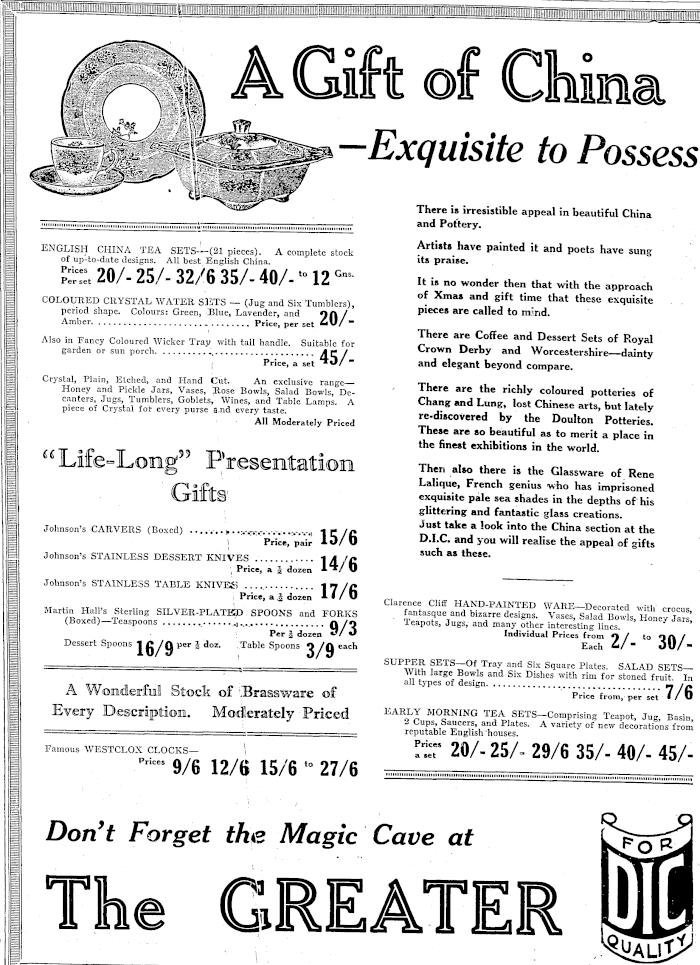 A Gift of China
—Exquisite to Possess
ENGLISH CHINA TEA SETS—(21 pieces). A complete stock
of up-to-date designs. All best English China.
Prices Per set 20/- 25/- 32/6 35/- 40/- to 12 Gns.
COLOURED CRYSTAL WATER SETS — (Jug and Six Tumblers),
period shape. Colours: Green, Blue, Lavender, and
Amber. Price, per set 20/-
Also in Fancy Coloured Wicker Tray with tall handle. Suitable for
garden or sun porch.
Price, a set 45/-
Crystal, Plain, Etched, and Hand Cut. An exclusive range—
Honey and Pickle Jars, Vases, Rose Bowls, Salad Bowls, De-
canters, Jugs, Tumblers, Goblets, Wines, and Table Lamps. A
piece of Crystal for every purse and every taste.
All Moderately Priced
"Life-Long" Presentation
Gifts
Johnson's CARVERS (Boxed)
Price, pair 15/6
Johnson's STAINLESS DESSERT KNIVES
Price, a ½ dozen 14/6
Johnson's STAINLESS TABLE KNIVES
Price, a ½ dozen 17/6
Martin Hall's Sterling SILVER-PLATED SPOONS and FORKS
(Boxed)—Teaspoons
Per ½ dozen 9/3
Dessert Spoons 16/9 per ½ doz. Table Spoons 3/9 each
A Wonderful Stock of Brassware of
Every Description. Moderately Priced
Famous WESTCLOX CLOCKS—
Prices 9/6 12/6 15/6 to 27/6
There is irresistible appeal in beautiful China
and Pottery.
Artists have painted it and poets have sung
its praise.
It is no wonder then that with the approach
of Xmas and gift time that these exquisite
pieces are called to mind.
There are Coffee and Dessert Sets of Royal
Crown Derby and Worcestershire—dainty
and elegant beyond compare.
There are the richly coloured potteries of
Chang and Lung, lost Chinese arts, but lately
re-discovered by the Doulton Potteries.
These are so beautiful as to merit a place in
the finest exhibitions in the world.
Then also there is the Glassware of Rene
Lalique, French genius who has imprisoned
exquisite pale sea shades in the depths of his
glittering and fantastic glass creations.
Just take a look into the China section at the
D.I.C. and you will realise the appeal of gifts
such as these.
Clarence Cliff HAND-PAINTED WARE—Decorated with crocus,
fantasque and bizarre designs. Vases, Salad Bowls, Honey Jars,
Teapots, Jugs, and many other interesting lines.
Individual Prices from Each 2/- to 30/-
SUPPER SETS—Of Tray and Six Square Plates. SALAD SETS—
With large Bowls and Six Dishes with rim for stoned fruit. In
all types of design.
Price from, per set 7/6
EARLY MORNING TEA SETS—Comprising Teapot, Jug, Basin,
2 Cups, Saucers, and Plates. A variety of new decorations from
reputable English houses.
Prices a set 20/- 25/- 29/6 35/- 40/- 45/-
Don't Forget the Magic Cave at
The GREATER
FOR
DIC
QUALITY